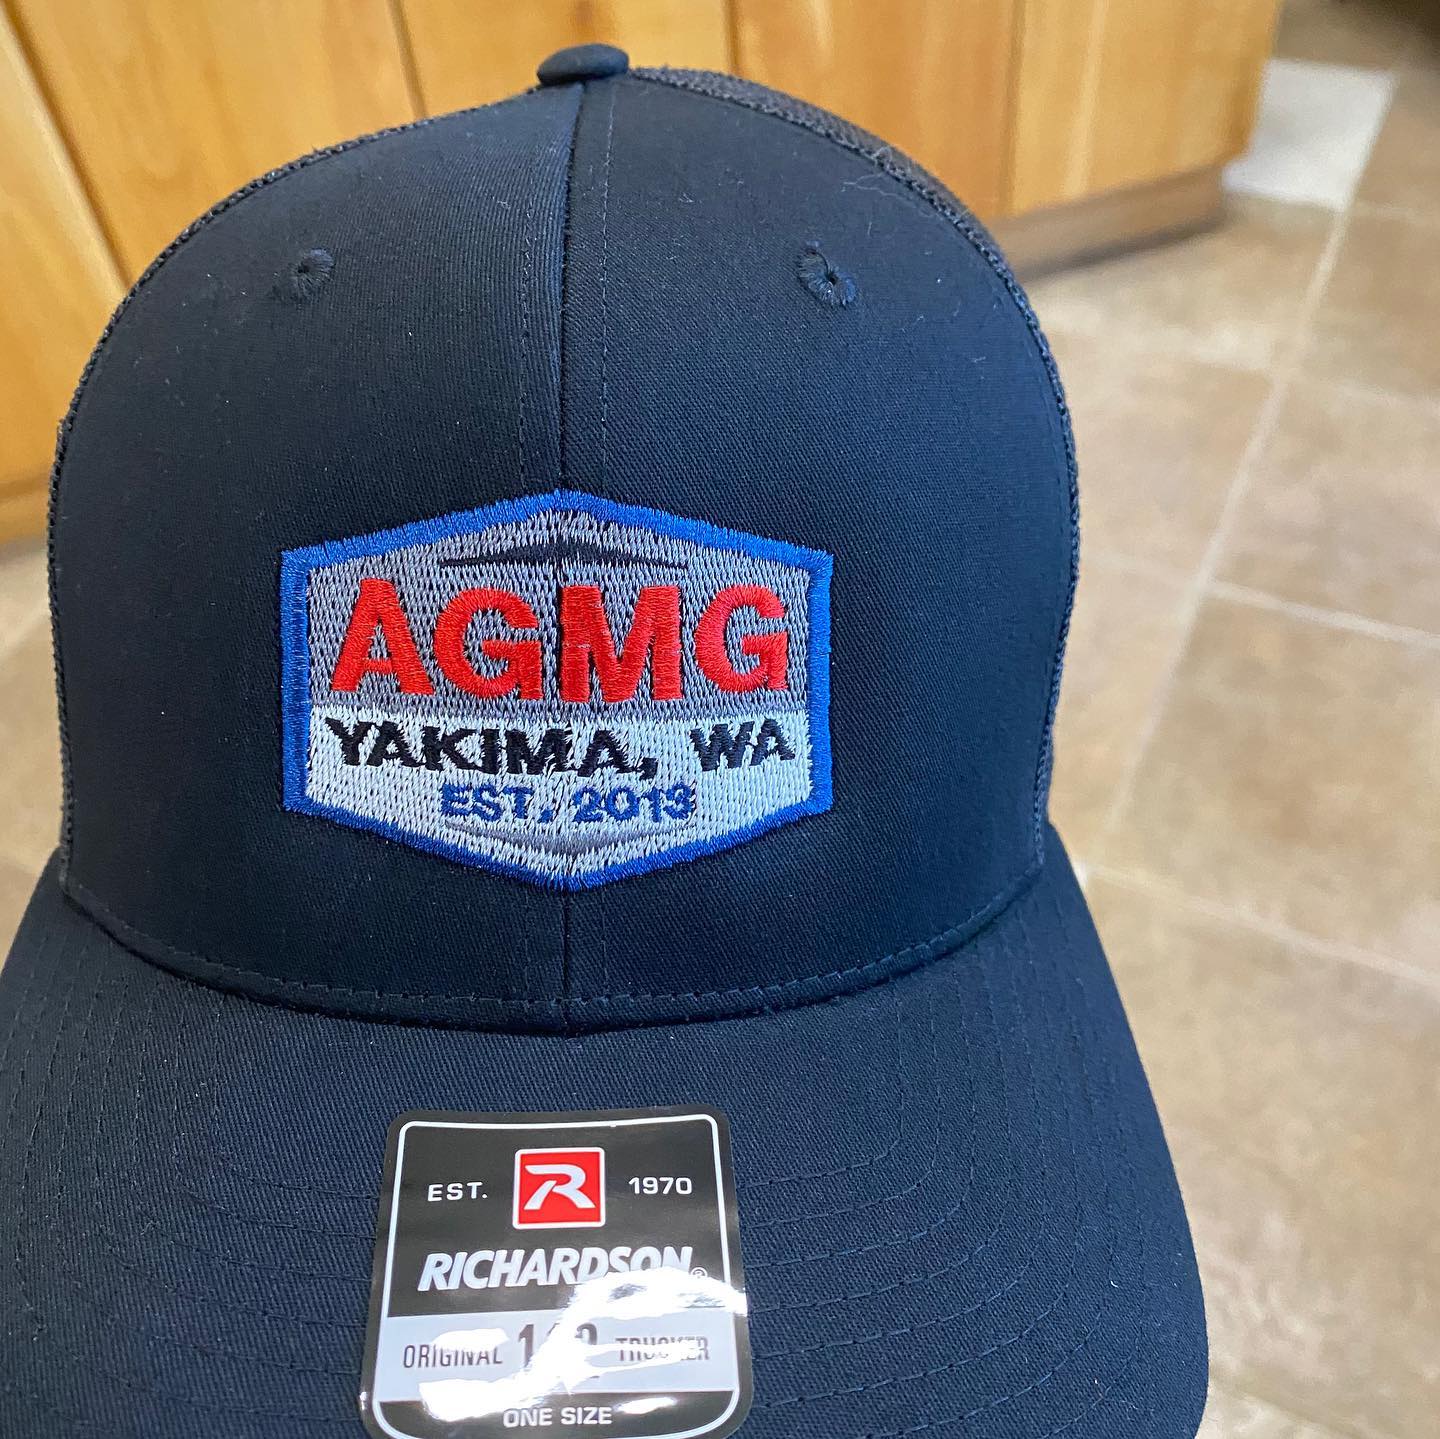 AGMG
YAKIMA, WA
EST. 2013
EST. R 1970
RICHARDSON®
ORIGINAL TRUCKER
ONE SIZE